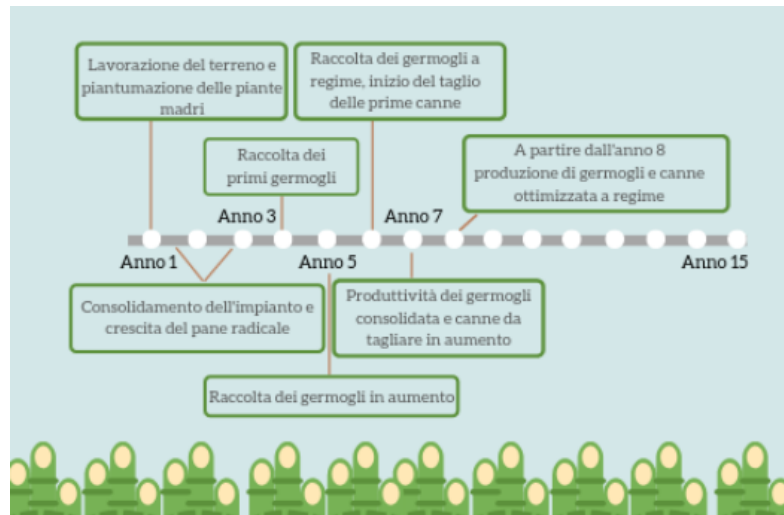 Lavorazione del terreno e
piantumazione delle piante
madri
Raccolta dei germogli a
regime, inizio del taglio
delle prime canne
Raccolta dei
primi germogli
A partire dall'anno 8
produzione di germogli e canne
ottimizzata a regime
Anno 3
Anno 7
Anno 1
Anno 5
Anno 15
Consolidamento dell'impianto e
crescita del pane radicale
Produttività dei germogli
consolidata e canne da
tagliare in aumento
Raccolta dei germogli in aumento